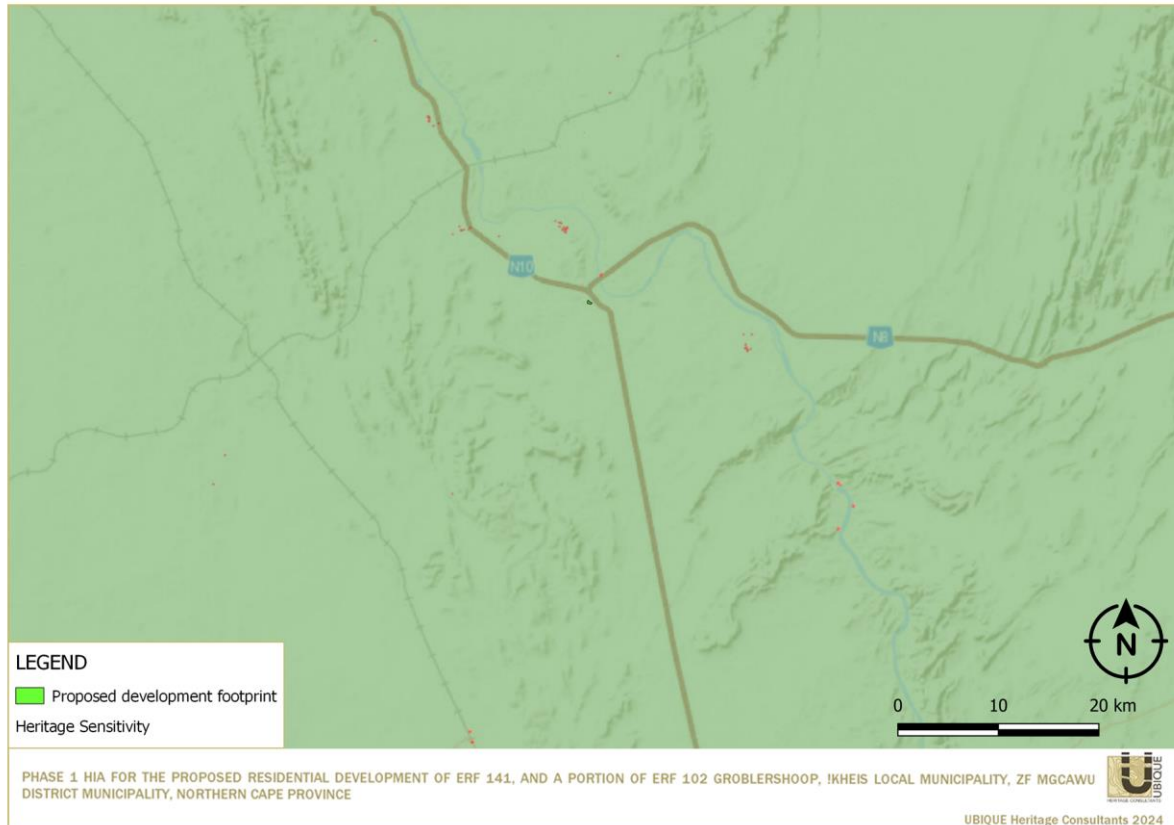 N10
N8
LEGEND
Proposed development footprint
Heritage Sensitivity
N
0 10 20 km
PHASE 1 HIA FOR THE PROPOSED RESIDENTIAL DEVELOPMENT OF ERF 141, AND A PORTION OF ERF 102 GROBLERSHOOP, !KHEIS LOCAL MUNICIPALITY, ZF MGCAWU
DISTRICT MUNICIPALITY, NORTHERN CAPE PROVINCE
UBIQUE
HERITAGE CONSULTANTS
UBIQUE Heritage Consultants 2024